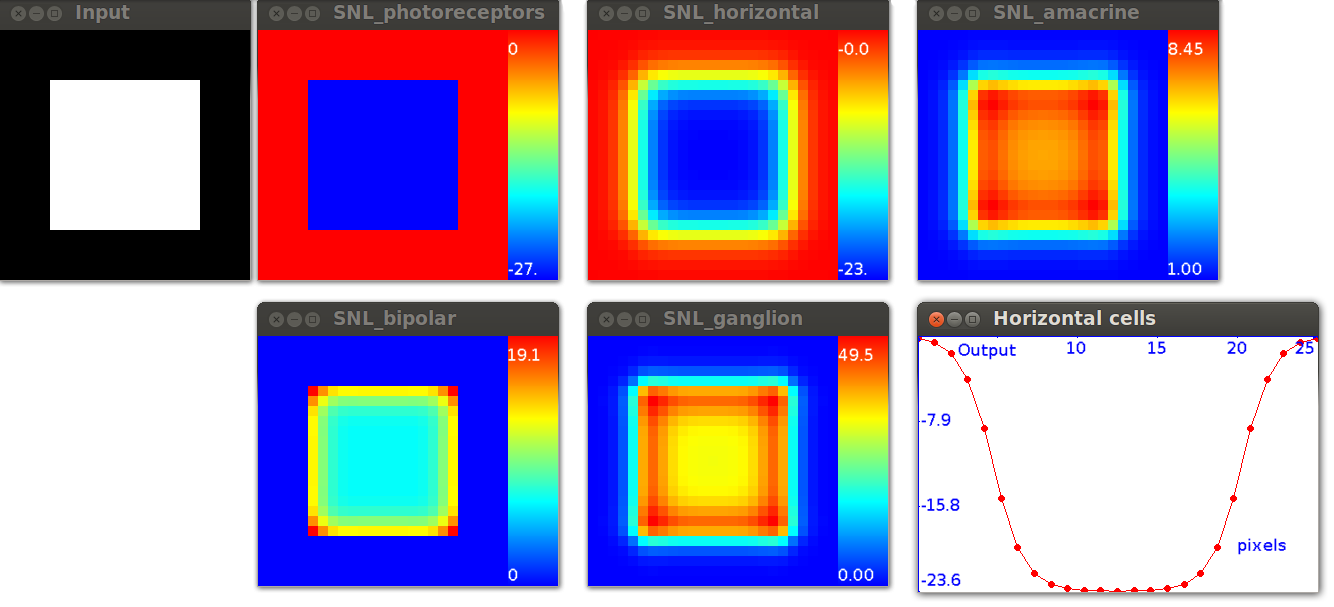 Input
SNL_photoreceptors
0
-27.
SNL_horizontal
-0.0
-23.
SNL_amacrine
8.45
1.00
SNL_bipolar
19.1
0
SNL_ganglion
49.5
0.00
Horizontal cells
Output 10 15 20 25
-7.9
-15.8
pixels
-23.6